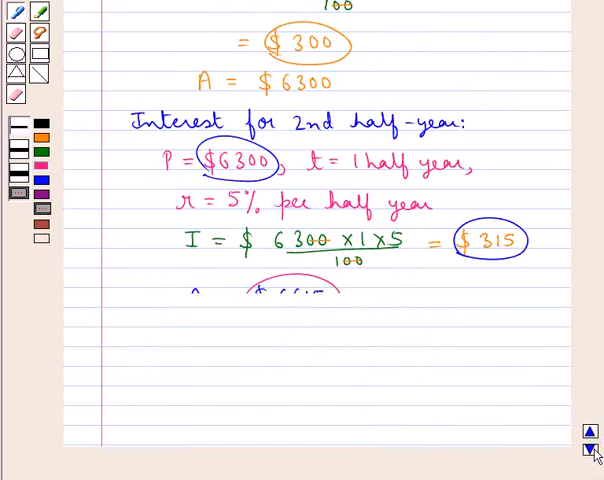 100
= $ 300
A = $6300
Interest for 2nd half-year:
P = $6300, t = 1 half year,
r = 5% per half year
I = $ 6300 × 1 × 5 = $ 315
100